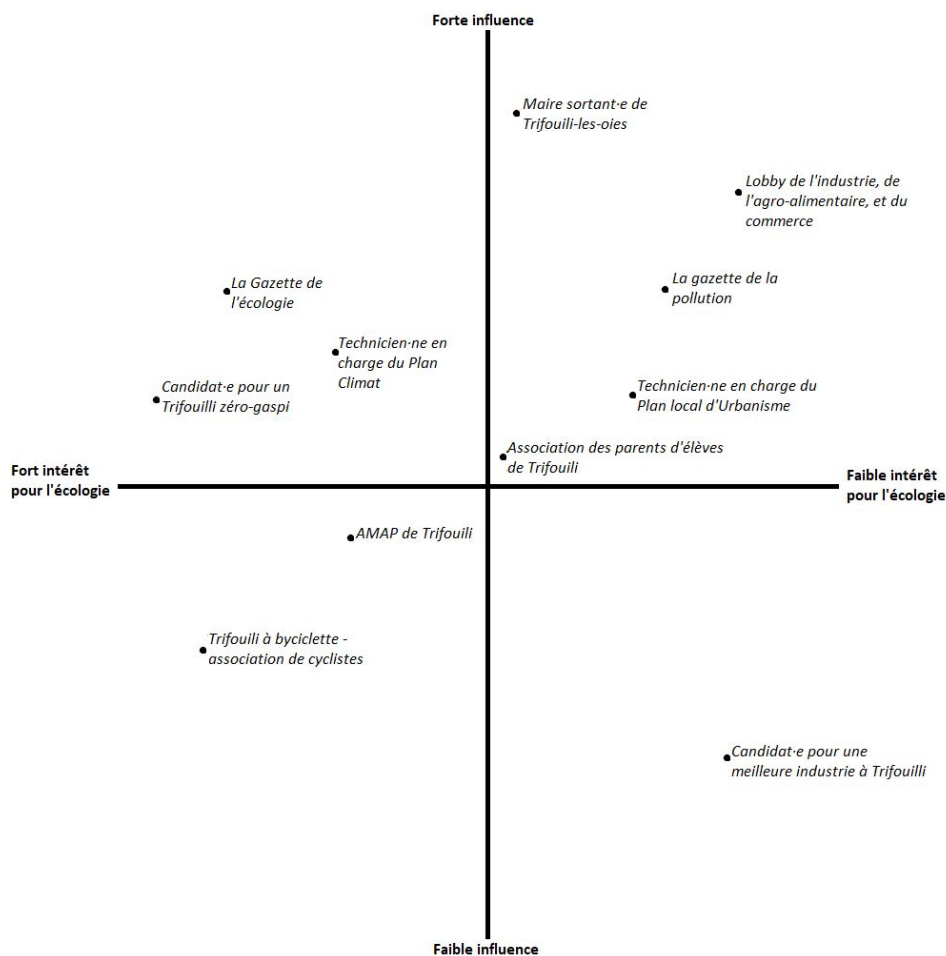 Forte influence
Maire sortant·e de
Trifouili-les-oies
Lobby de l'industrie, de
l'agro-alimentaire, et du
commerce
La Gazette de
l'écologie
La gazette de la
pollution
Technicien·ne en
charge du Plan
Climat
Candidat·e pour un
Trifouilli zéro-gaspi
Technicien·ne en charge du
Plan local d'Urbanisme
Association des parents d'élèves
de Trifouili
Fort intérêt
pour l'écologie
Faible intérêt
pour l'écologie
AMAP de Trifouili
Trifouili à byciclette -
association de cyclistes
Candidat·e pour une
meilleure industrie à Trifouilli
Faible influence